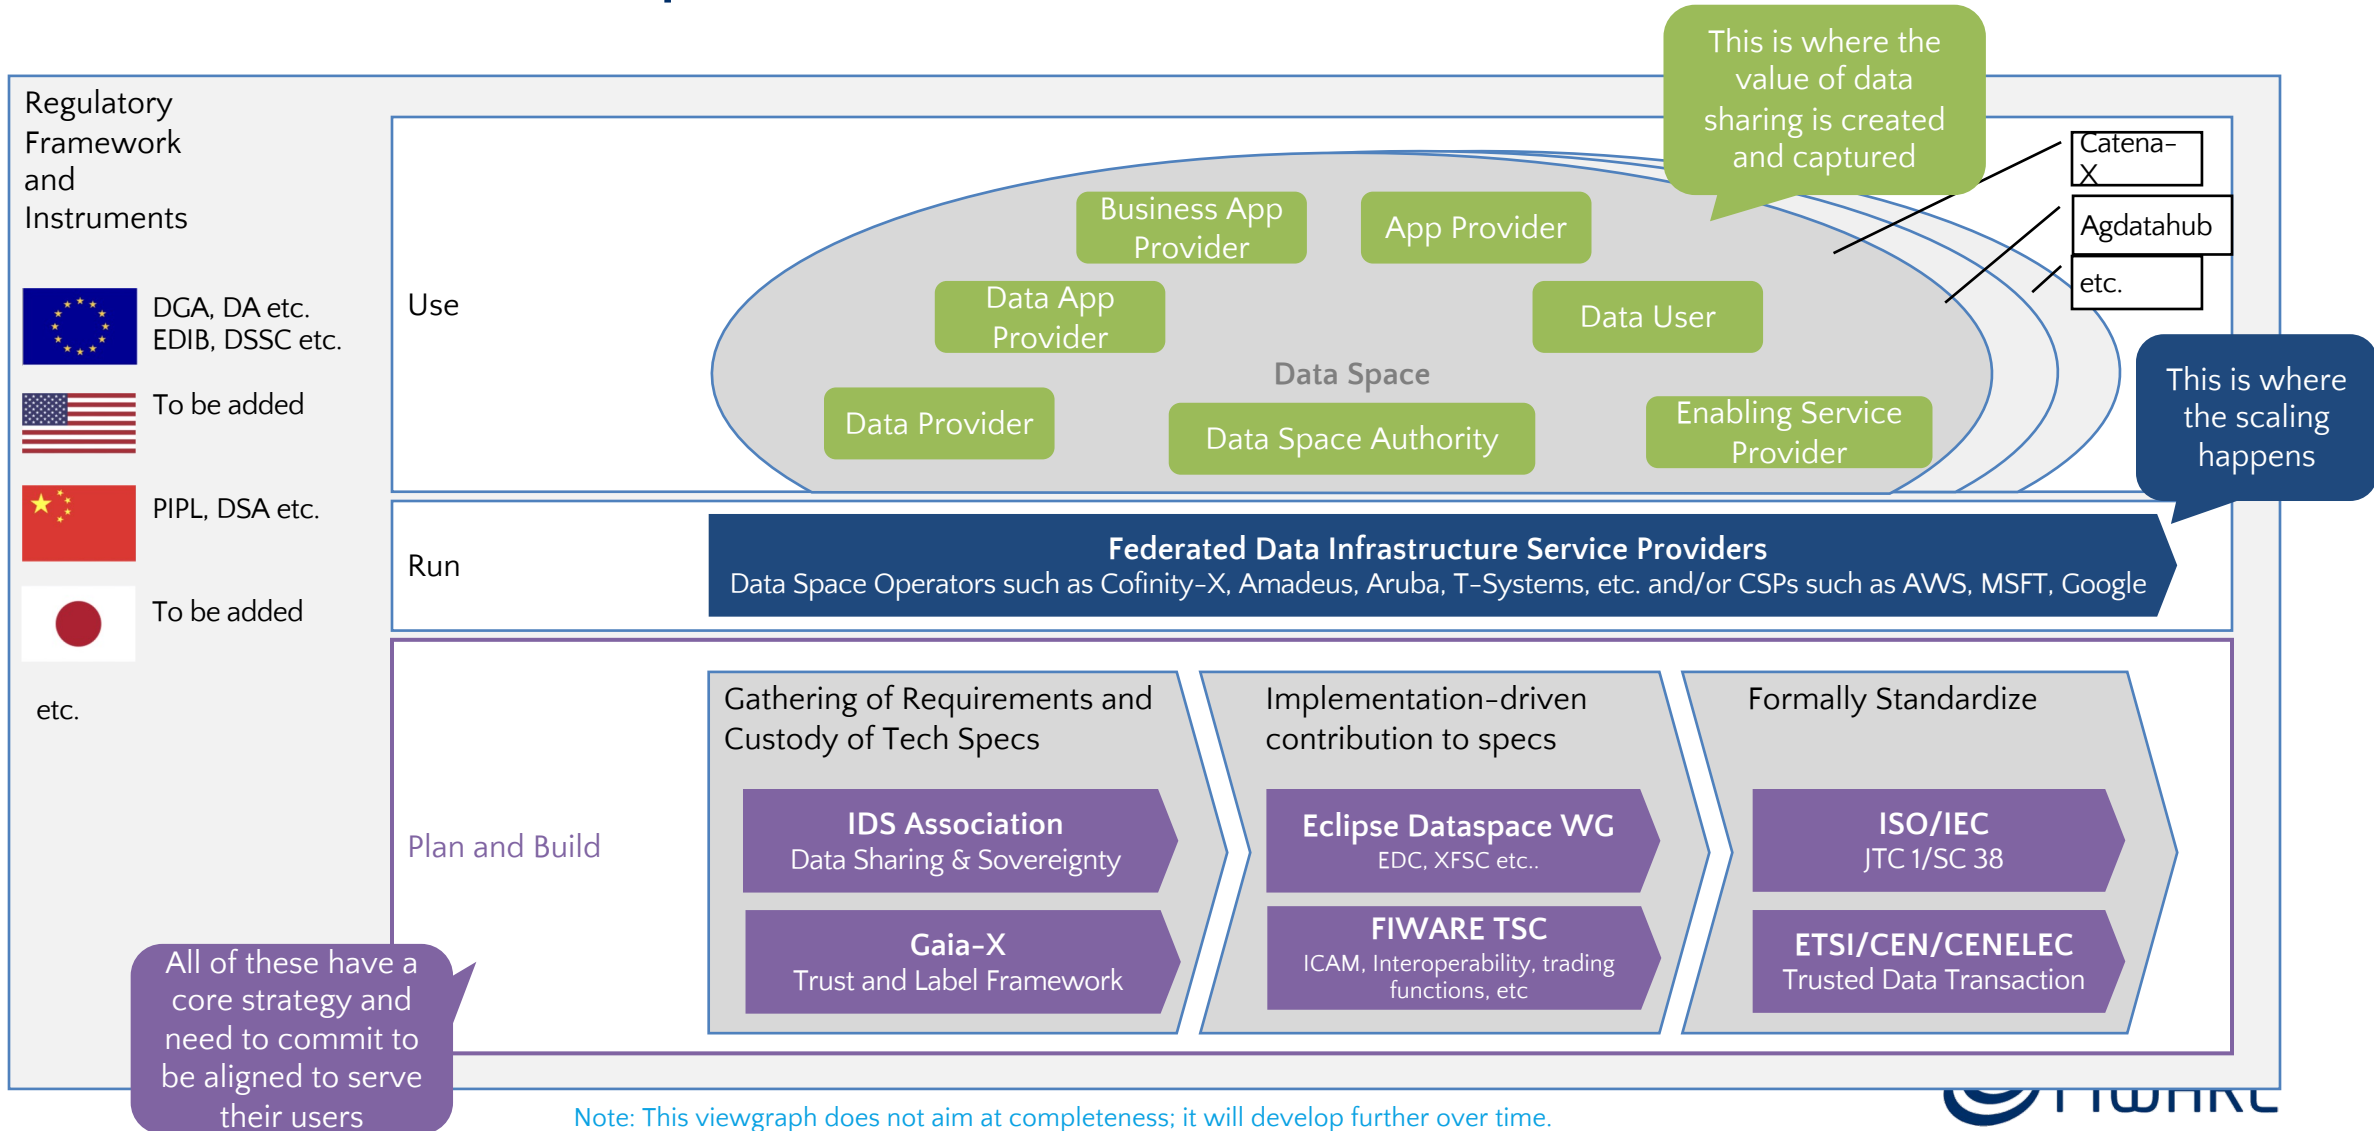 Regulatory
Framework
and
Instruments
DGA, DA etc.
EDIB, DSSC etc.
To be added
PIPL, DSA etc.
To be added
etc.
Use
This is where the
value of data
sharing is created
and captured
Catena-
X
Agdatahub
etc.
Business App
Provider
App Provider
Data App
Provider
Data User
Data Space
Data Provider
Data Space Authority
Enabling Service
Provider
This is where
the scaling
happens
Run
Federated Data Infrastructure Service Providers
Data Space Operators such as Cofinity-X, Amadeus, Aruba, T-Systems, etc. and/or CSPs such as AWS, MSFT, Google
Plan and Build
Gathering of Requirements and
Custody of Tech Specs
IDS Association
Data Sharing & Sovereignty
Gaia-X
Trust and Label Framework
Implementation-driven
contribution to specs
Eclipse Dataspace WG
EDC, XFSC etc..
FIWARE TSC
ICAM, Interoperability, trading
functions, etc
Formally Standardize
ISO/IEC
JTC 1/SC 38
ETSI/CEN/CENELEC
Trusted Data Transaction
All of these have a
core strategy and
need to commit to
be aligned to serve
their users
Note: This viewgraph does not aim at completeness; it will develop further over time.
FIWARE